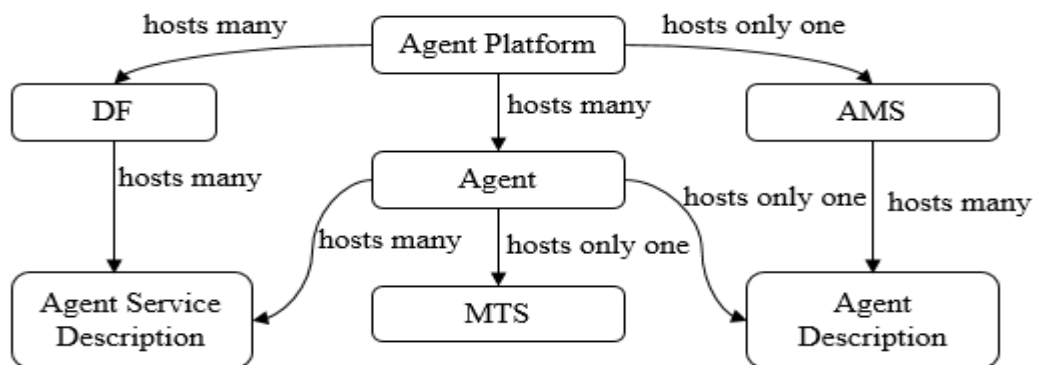 hosts many
Agent Platform
hosts only one
DF
hosts many
AMS
hosts many
Agent
hosts only one
hosts many
hosts many
hosts only one
Agent Service
Description
MTS
Agent
Description